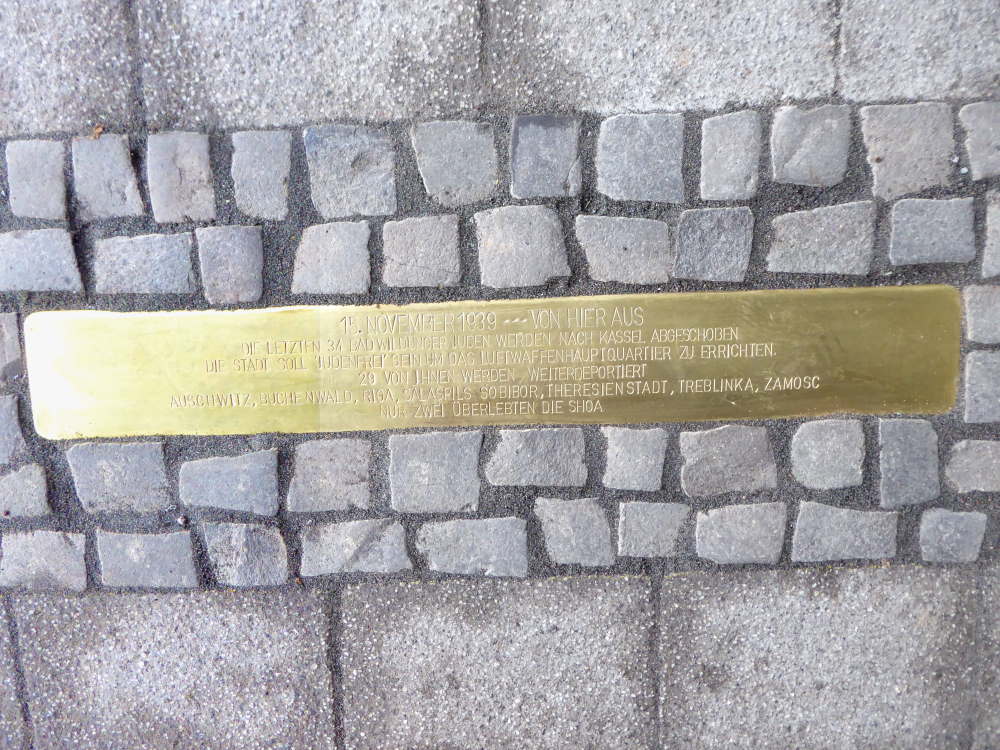 15. NOVEMBER 1939 --- VON HIER AUS
DIE LETZTEN 34 BAD WILDUNGER JUDEN WERDEN NACH KASSEL ABGESCHOBEN
DIE STADT SOLL 'JUDENFREI' SEIN UM DAS LUFTWAFFENHAUPTQUARTIER ZU ERRICHTEN.
29 VON IHNEN WERDEN WEITERDEPORTIERT
AUSCHWITZ, BUCHENWALD, RIGA, SALASPILS SOBIBOR, THERESIENSTADT, TREBLINKA, ZAMOSC
NUR ZWEI ÜBERLEBTEN DIE SHOA